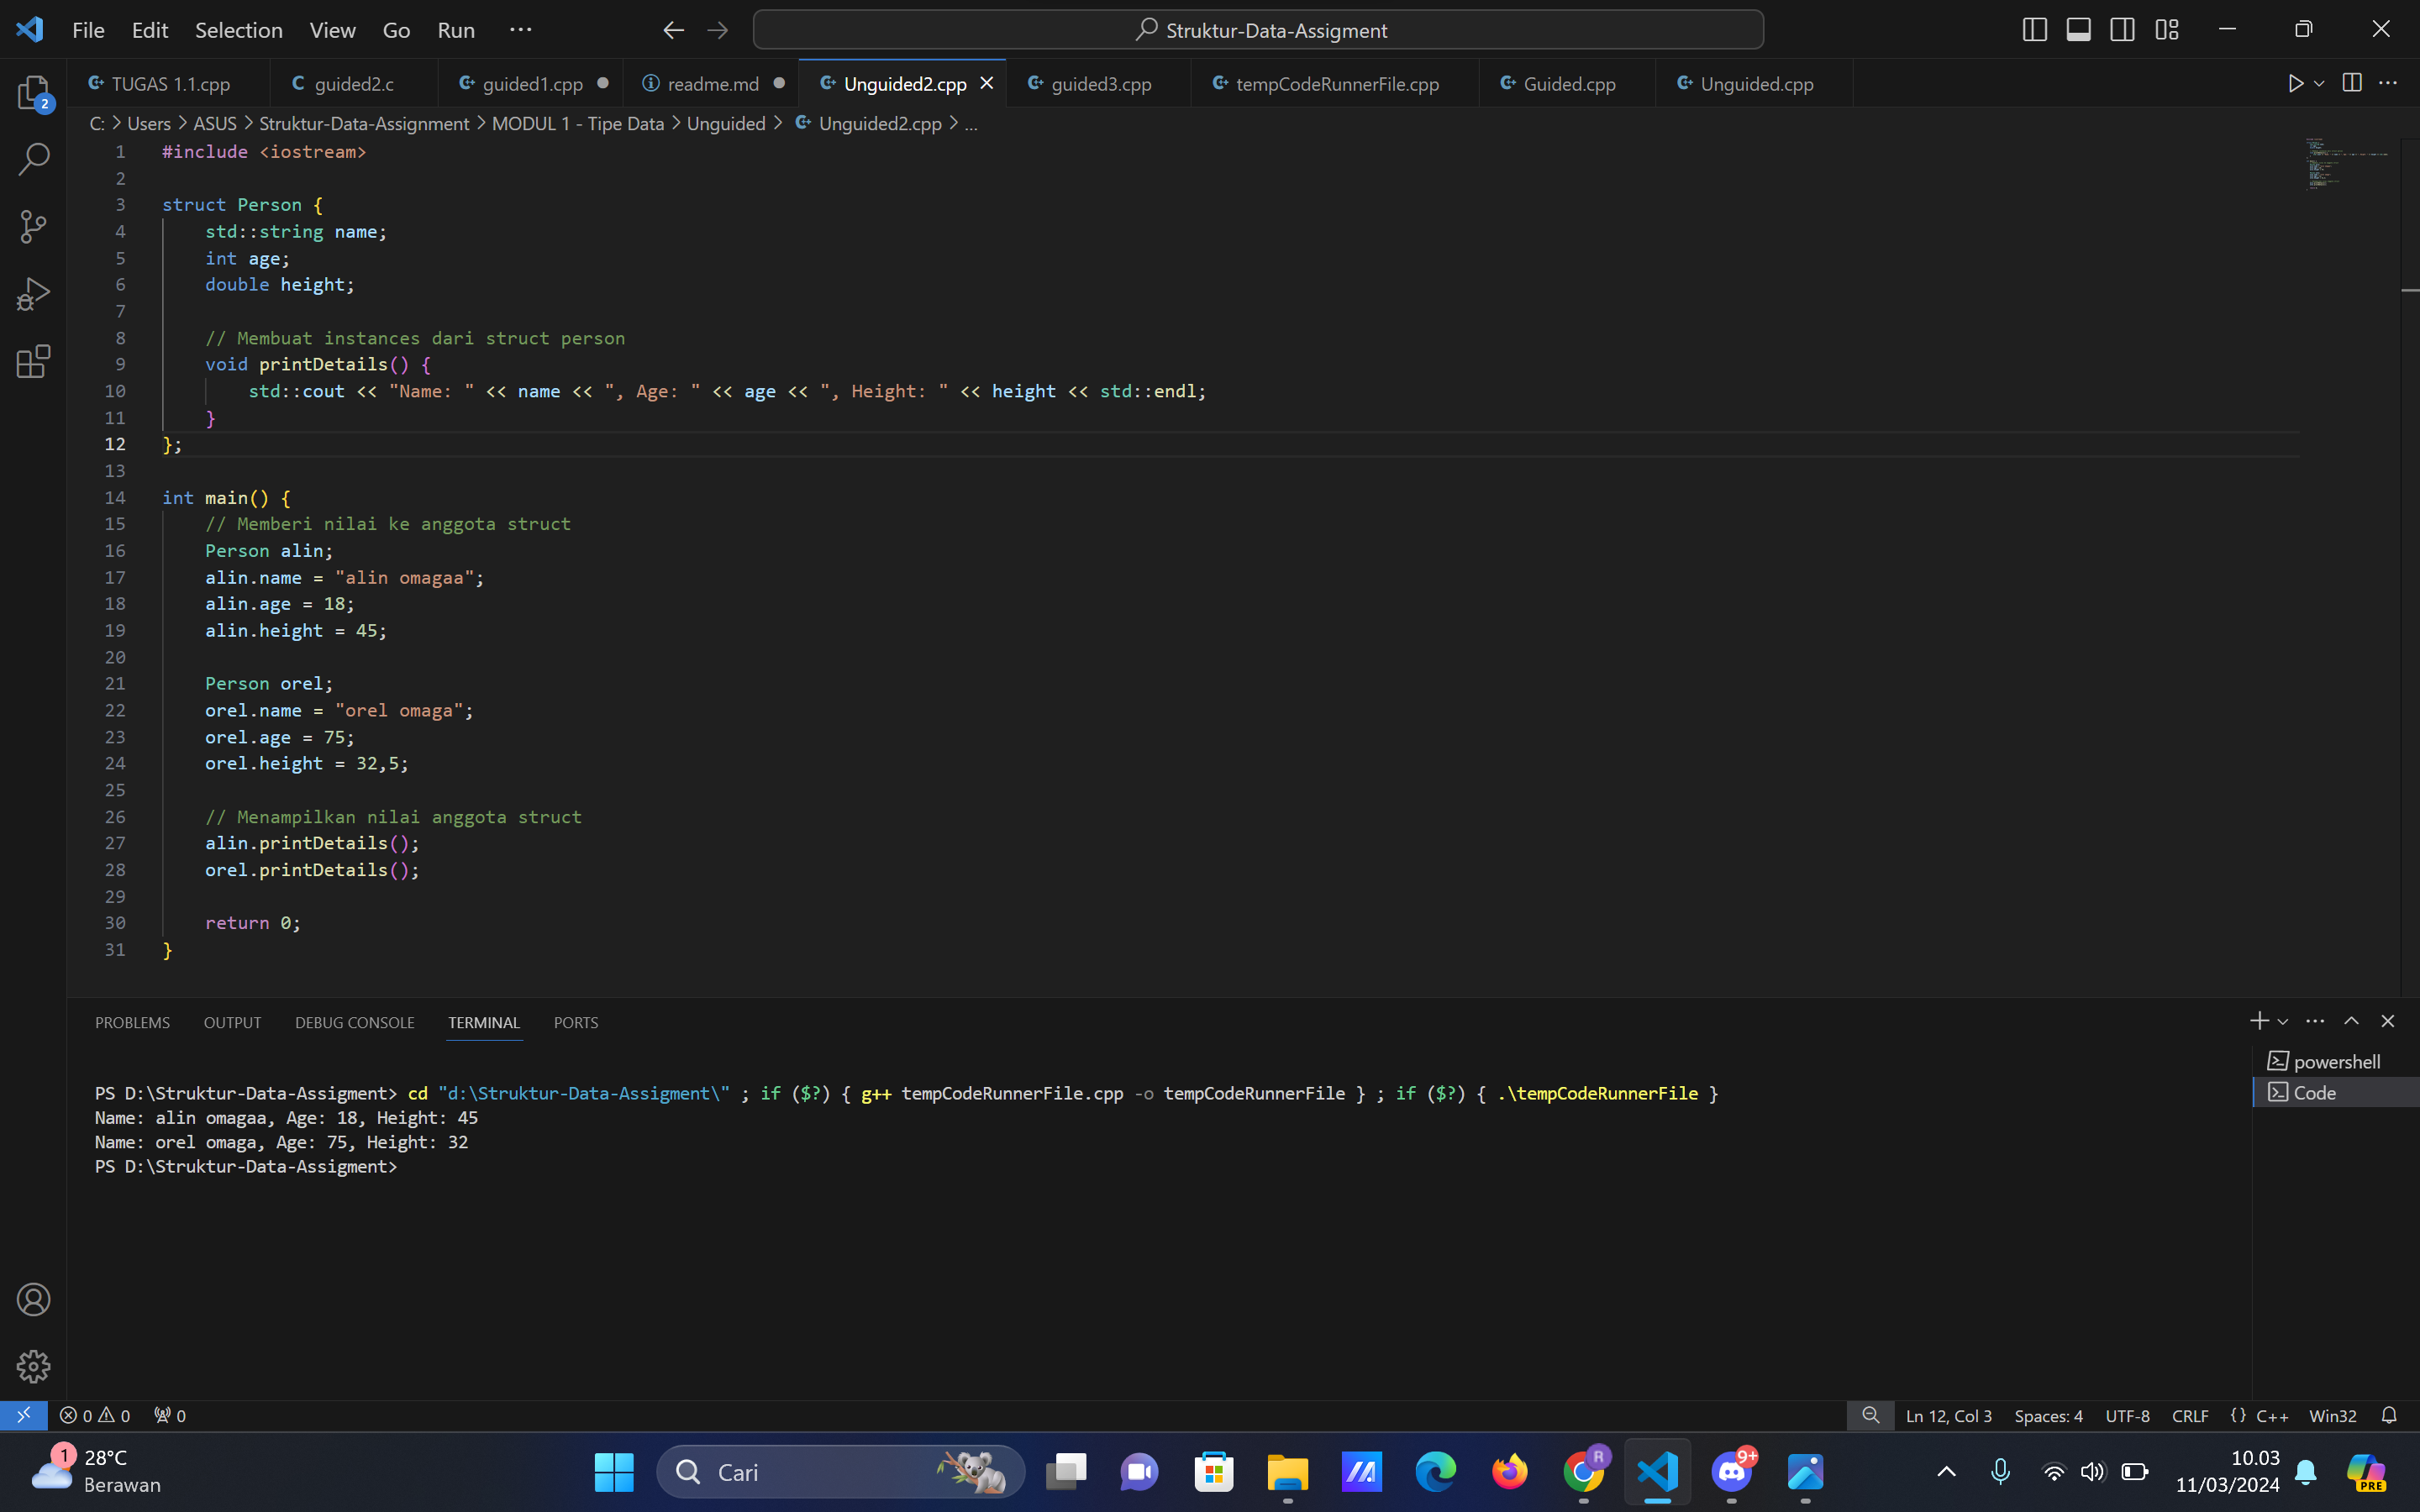 File Edit Selection View Go Run ··· Struktur-Data-Assigment
2
TUGAS 1.1.cpp guided2.c guided1.cpp readme.md Unguided2.cpp guided3.cpp tempCodeRunnerFile.cpp Guided.cpp Unguided.cpp
C: > Users > ASUS > Struktur-Data-Assignment > MODUL 1 - Tipe Data > Unguided > Unguided2.cpp > ...
1 #include <iostream>
2
3 struct Person {
4     std::string name;
5     int age;
6     double height;
7
8     // Membuat instances dari struct person
9     void printDetails() {
10         std::cout << "Name: " << name << ", Age: " << age << ", Height: " << height << std::endl;
11     }
12 };
13
14 int main() {
15     // Memberi nilai ke anggota struct
16     Person alin;
17     alin.name = "alin omagaa";
18     alin.age = 18;
19     alin.height = 45;
20
21     Person orel;
22     orel.name = "orel omaga";
23     orel.age = 75;
24     orel.height = 32,5;
25
26     // Menampilkan nilai anggota struct
27     alin.printDetails();
28     orel.printDetails();
29
30     return 0;
31 }
PROBLEMS OUTPUT DEBUG CONSOLE TERMINAL PORTS
powershell
Code
PS D:\Struktur-Data-Assigment> cd "d:\Struktur-Data-Assigment\" ; if ($?) { g++ tempCodeRunnerFile.cpp -o tempCodeRunnerFile } ; if ($?) { .\tempCodeRunnerFile }
Name: alin omagaa, Age: 18, Height: 45
Name: orel omaga, Age: 75, Height: 32
PS D:\Struktur-Data-Assigment>
0 0 0 Ln 12, Col 3 Spaces: 4 UTF-8 CRLF {} C++ Win32
1 28°C
Berawan
Cari
R
9+
10.03
11/03/2024
PRE